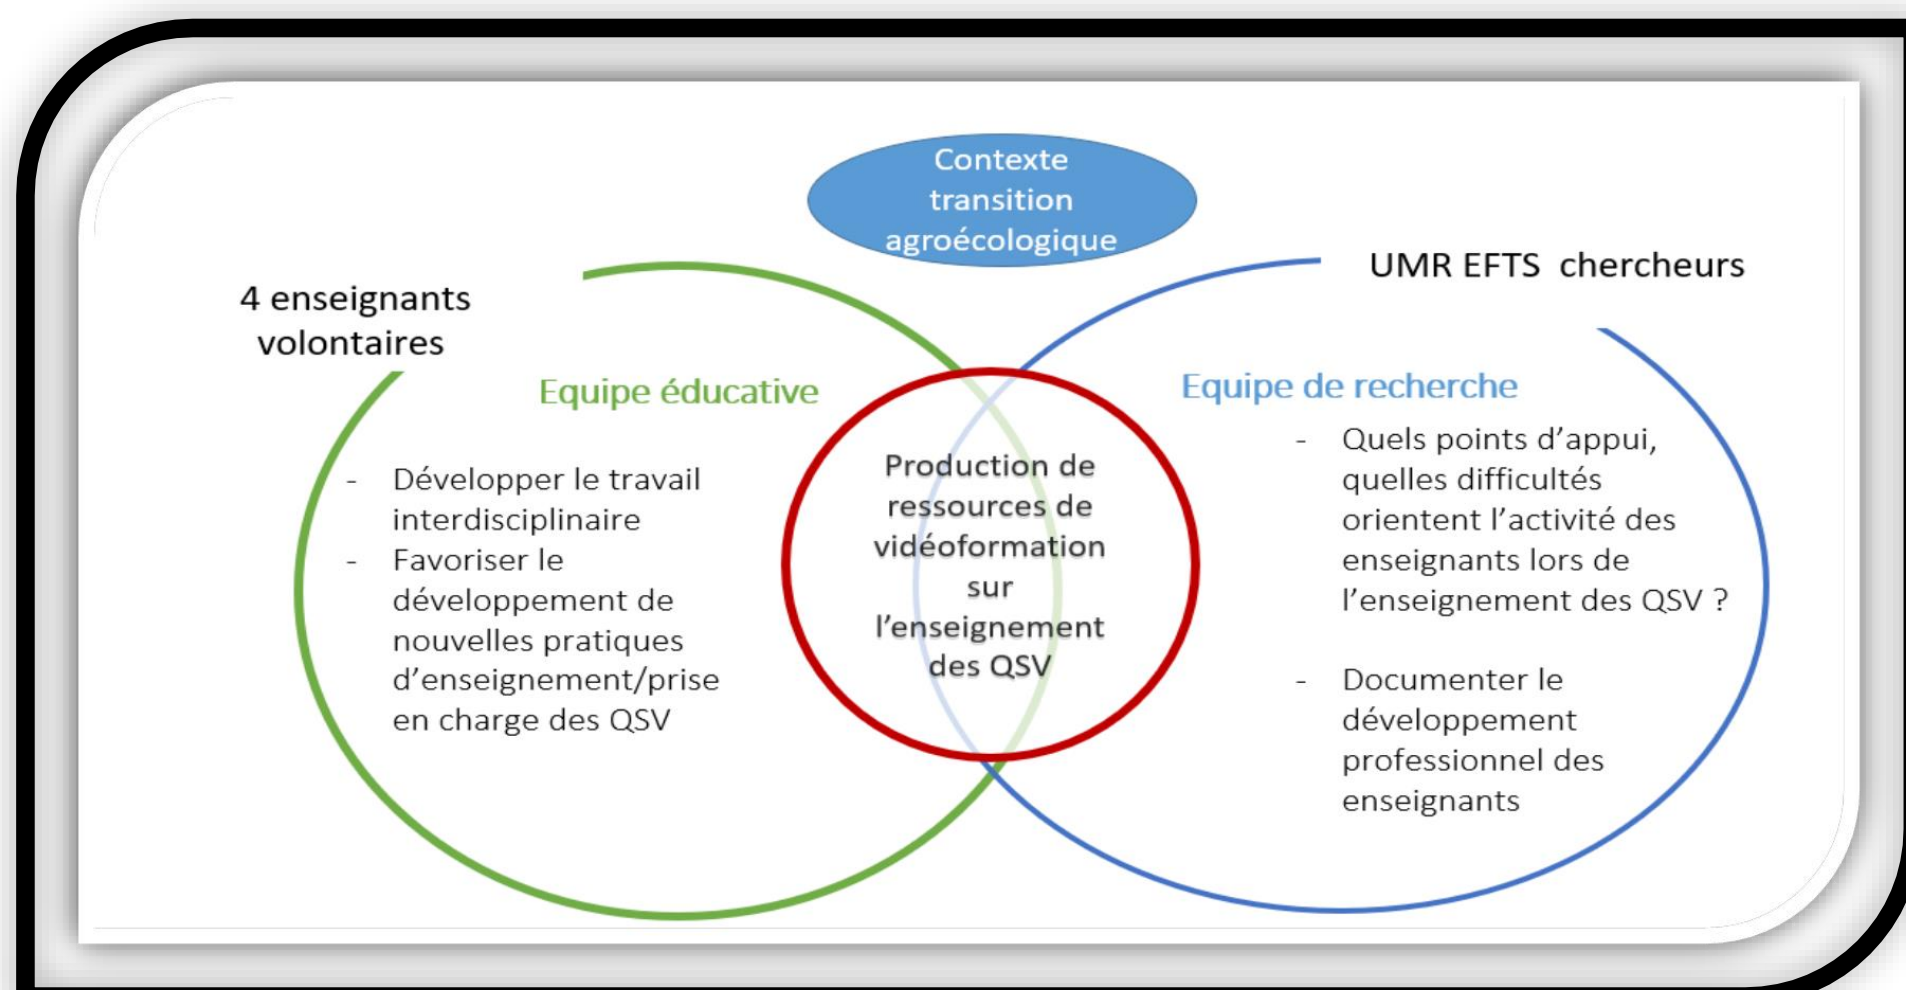 Contexte
transition
agroécologique
4 enseignants
volontaires
UMR EFTS chercheurs
Equipe éducative
- Développer le travail
interdisciplinaire
- Favoriser le
développement de
nouvelles pratiques
d’enseignement/prise
en charge des QSV
Production de
ressources de
vidéoformation
sur
l’enseignement
des QSV
Equipe de recherche
- Quels points d’appui,
quelles difficultés
orientent l’activité des
enseignants lors de
l’enseignement des QSV ?
- Documenter le
développement
professionnel des
enseignants